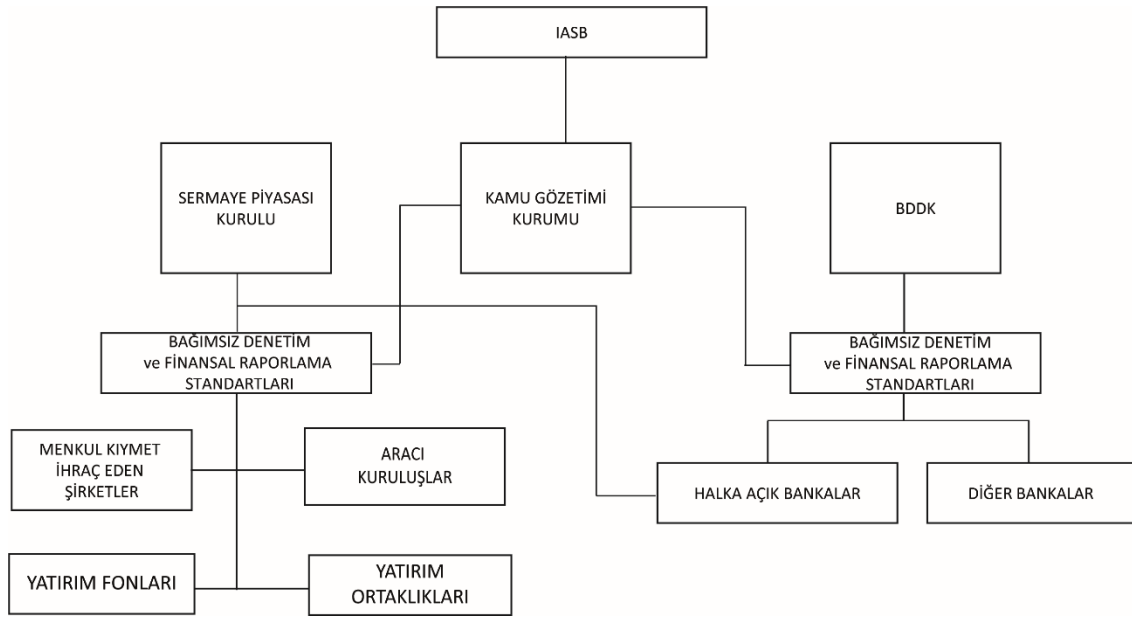 IASB
SERMAYE PİYASASI
KURULU
KAMU GÖZETİMİ
KURUMU
BDDK
BAĞIMSIZ DENETİM
ve FİNANSAL RAPORLAMA
STANDARTLARI
BAĞIMSIZ DENETİM
ve FİNANSAL RAPORLAMA
STANDARTLARI
MENKUL KIYMET
İHRAÇ EDEN
ŞİRKETLER
ARACI
KURULUŞLAR
HALKA AÇIK BANKALAR
DİĞER BANKALAR
YATIRIM FONLARI
YATIRIM
ORTAKLIKLARI